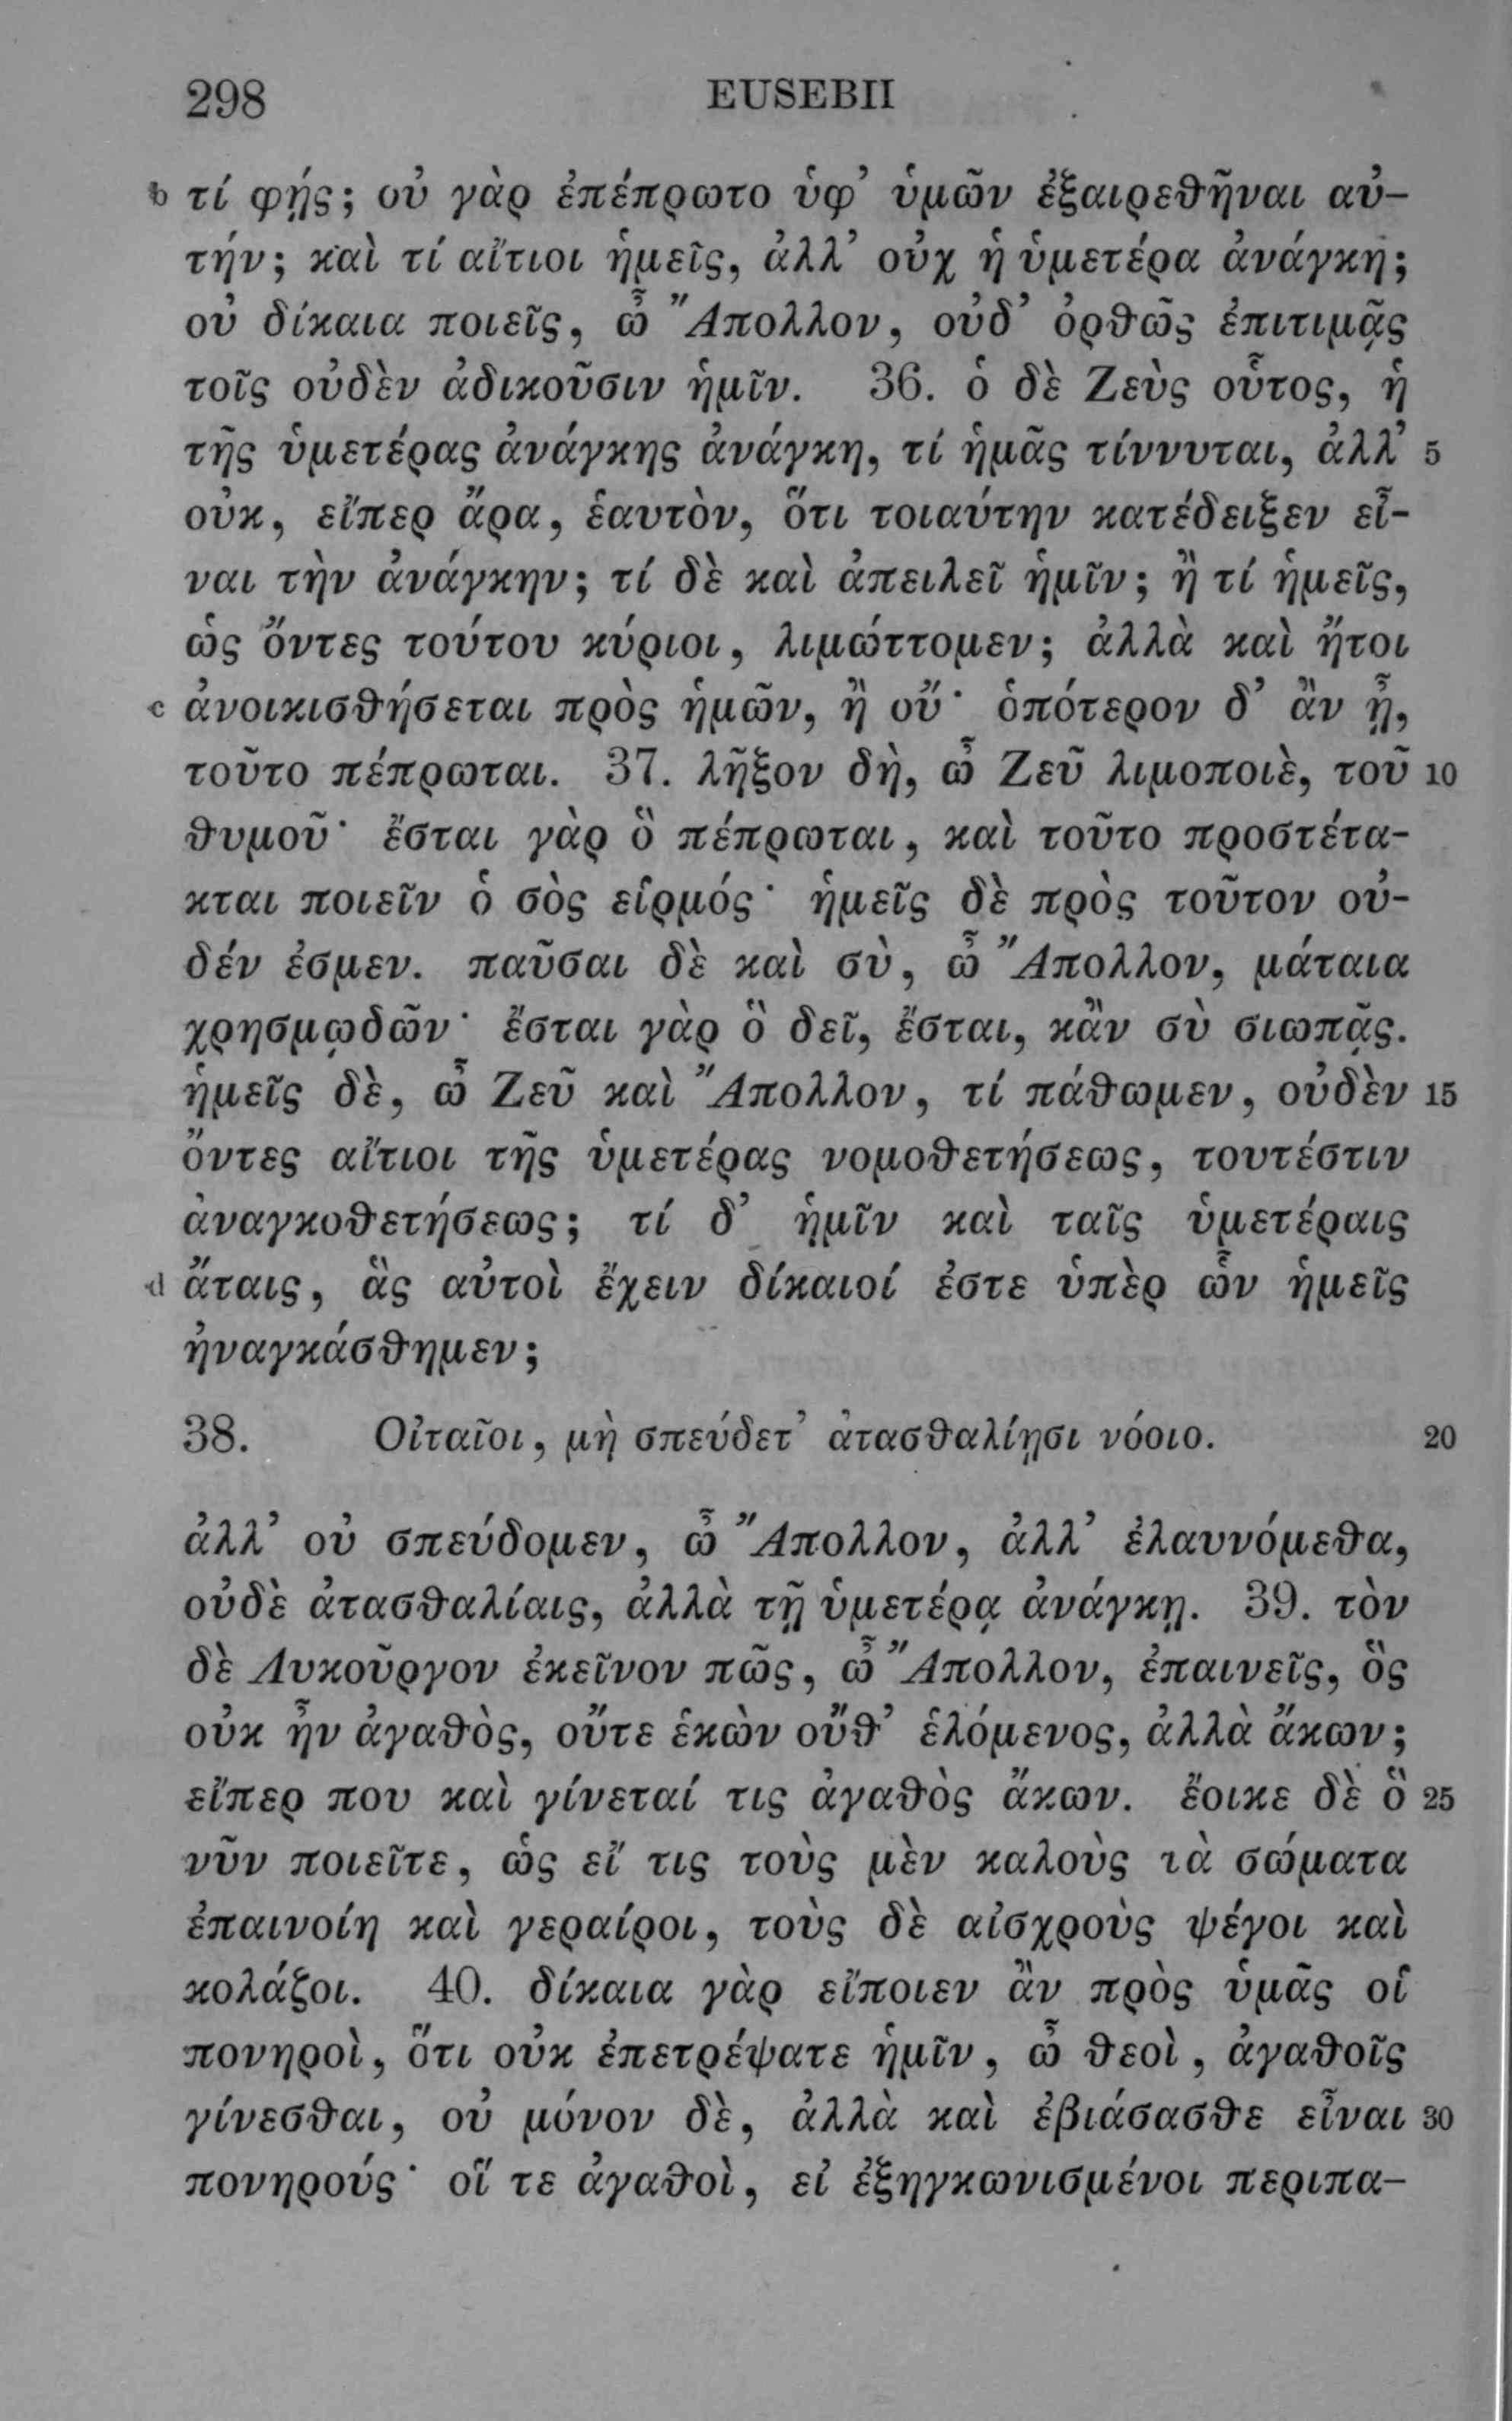 298 EUSEBII
b τί φῄς; οὐ γὰρ ἐπέπρωτο ὑφ’ ὑμῶν ἐξαιρεθῆναι αὐ-
τήν; καὶ τί αἴτιοι ἡμεῖς, ἀλλ’ οὐχ ἡ ὑμετέρα ἀνάγκη;
οὐ δίκαια ποιεῖς, ὦ Ἄπολλον, οὐδ’ ὀρθῶς ἐπιτιμᾷς
τοῖς οὐδὲν ἀδικοῦσιν ἡμῖν. 36. ὁ δὲ Ζεὺς οὗτος, ἡ
τῆς ὑμετέρας ἀνάγκης ἀνάγκη, τί ἡμᾶς τίννυται, ἀλλ’ 5
οὐκ, εἴπερ ἄρα, ἑαυτὸν, ὅτι τοιαύτην κατέδειξεν εἶ-
ναι τὴν ἀνάγκην; τί δὲ καὶ ἀπειλεῖ ἡμῖν; ἢ τί ἡμεῖς,
ὡς ὄντες τούτου κύριοι, λιμώττομεν; ἀλλὰ καὶ ἤτοι
c ἀνοικισθήσεται πρὸς ἡμῶν, ἢ οὔ· ὁπότερον δ’ ἂν ᾖ,
τοῦτο πέπρωται. 37. λῆξον δὴ, ὦ Ζεῦ λιμοποιὲ, τοῦ 10
θυμοῦ· ἔσται γὰρ ὃ πέπρωται, καὶ τοῦτο προστέτα-
κται ποιεῖν ὁ σὸς εἱρμός· ἡμεῖς δὲ πρὸς τοῦτον οὐ-
δέν ἐσμεν. παῦσαι δὲ καὶ σὺ, ὦ Ἄπολλον, μάταια
χρησμῳδῶν· ἔσται γὰρ ὃ δεῖ, ἔσται, κἂν σὺ σιωπᾷς.
ἡμεῖς δὲ, ὦ Ζεῦ καὶ Ἄπολλον, τί πάθωμεν, οὐδὲν 15
ὄντες αἴτιοι τῆς ὑμετέρας νομοθετήσεως, τουτέστιν
ἀναγκοθετήσεως; τί δ’ ἡμῖν καὶ ταῖς ὑμετέραις
d ἄταις, ἃς αὐτοὶ ἔχειν δίκαιοί ἐστε ὑπὲρ ὧν ἡμεῖς
ἠναγκάσθημεν;
38. Οἰταῖοι, μὴ σπεύδετ’ ἀτασθαλίῃσι νόοιο. 20
ἀλλ’ οὐ σπεύδομεν, ὦ Ἄπολλον, ἀλλ’ ἐλαυνόμεθα,
οὐδὲ ἀτασθαλίαις, ἀλλὰ τῇ ὑμετέρᾳ ἀνάγκῃ. 39. τὸν
δὲ Λυκοῦργον ἐκεῖνον πῶς, ὦ Ἄπολλον, ἐπαινεῖς, ὃς
οὐκ ἦν ἀγαθὸς, οὔτε ἑκὼν οὔθ’ ἑλόμενος, ἀλλὰ ἄκων;
εἴπερ που καὶ γίνεταί τις ἀγαθὸς ἄκων. ἔοικε δὲ ὃ 25
νῦν ποιεῖτε, ὡς εἴ τις τοὺς μὲν καλοὺς τὰ σώματα
ἐπαινοίη καὶ γεραίροι, τοὺς δὲ αἰσχροὺς ψέγοι καὶ
κολάζοι. 40. δίκαια γὰρ εἴποιεν ἂν πρὸς ὑμᾶς οἱ
πονηροὶ, ὅτι οὐκ ἐπετρέψατε ἡμῖν, ὦ θεοὶ, ἀγαθοῖς
γίνεσθαι, οὐ μόνον δὲ, ἀλλὰ καὶ ἐβιάσασθε εἶναι 30
πονηρούς· οἵ τε ἀγαθοὶ, εἰ ἐξηγκωνισμένοι περιπα-